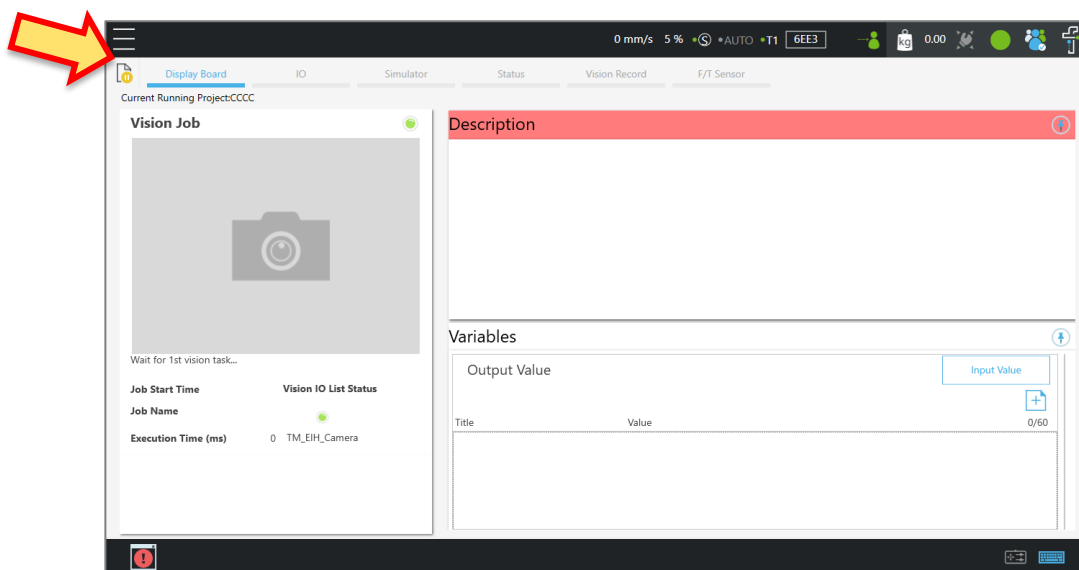 0 mm/s 5 % •Ⓢ •AUTO •T1 6EE3 kg 0.00
Display Board IO Simulator Status Vision Record F/T Sensor
Current Running Project:CCCC
Vision Job
Wait for 1st vision task...
Job Start Time Vision IO List Status
Job Name
Execution Time (ms) 0 TM_EIH_Camera
Description
Variables
Output Value Input Value
Title Value 0/60